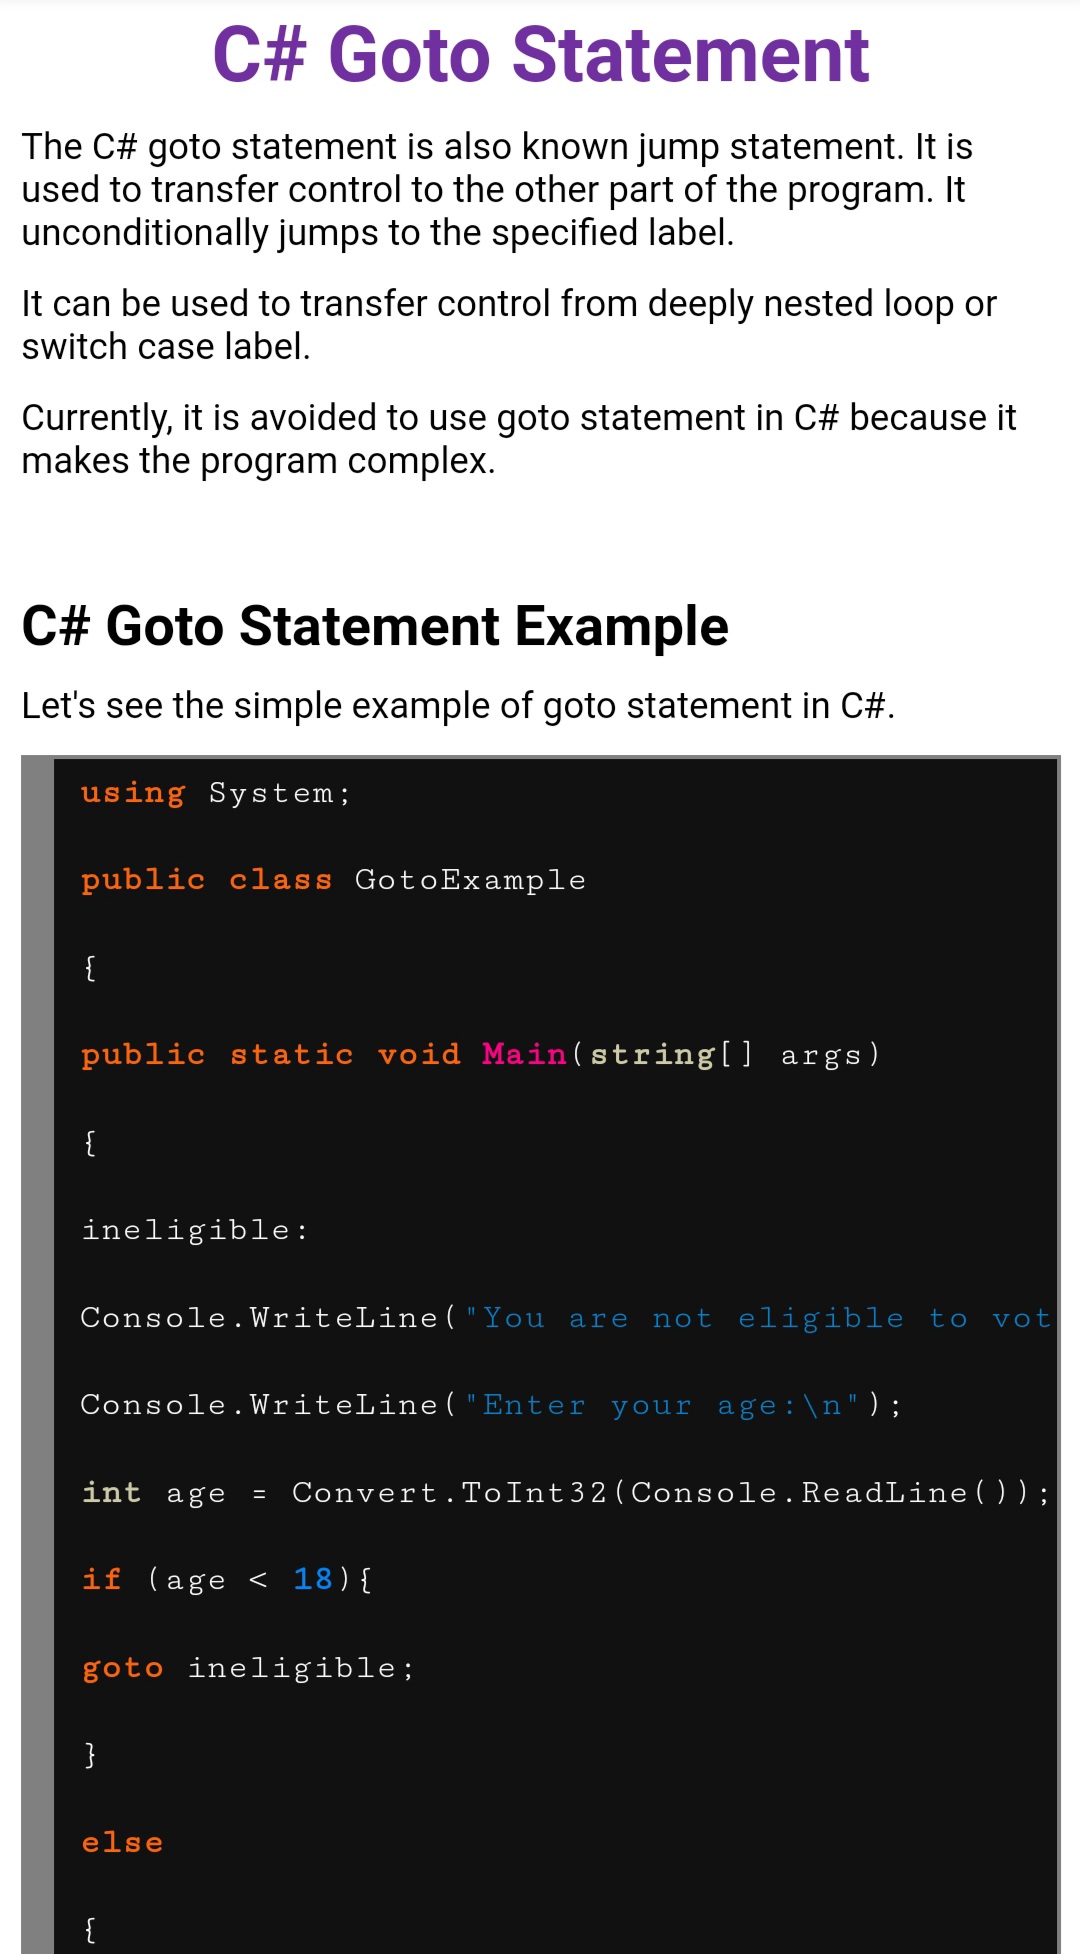 C# Goto Statement
The C# goto statement is also known jump statement. It is
used to transfer control to the other part of the program. It
unconditionally jumps to the specified label.
It can be used to transfer control from deeply nested loop or
switch case label.
Currently, it is avoided to use goto statement in C# because it
makes the program complex.
C# Goto Statement Example
Let's see the simple example of goto statement in C#.
using System;
public class GotoExample
{
public static void Main(string[] args)
{
ineligible:
Console.WriteLine("You are not eligible to vot
Console.WriteLine("Enter your age:\n");
int age = Convert.ToInt32(Console.ReadLine());
if (age < 18){
goto ineligible;
}
else
{